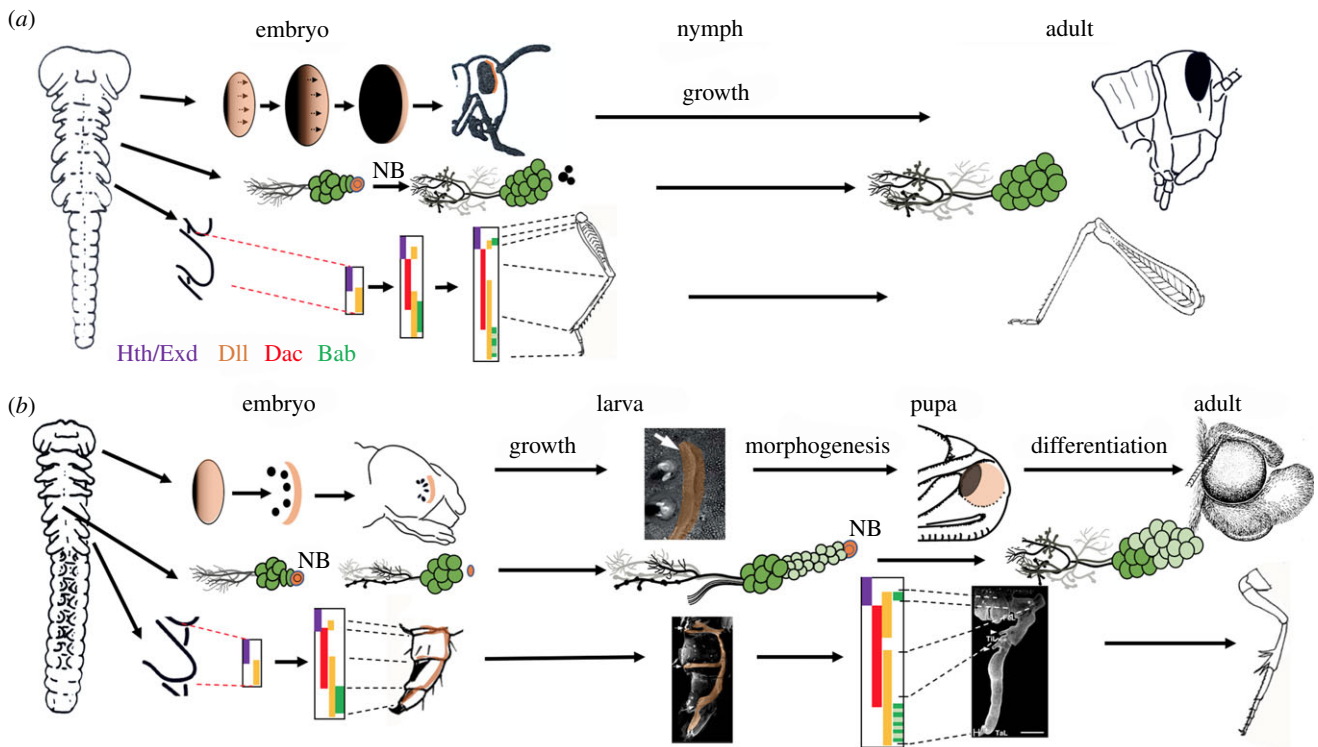 (a)
embryo
nymph
adult
growth
NB
Hth/Exd Dll Dac Bab
(b)
embryo
larva
pupa
adult
growth
morphogenesis
differentiation
NB
NB
TaL